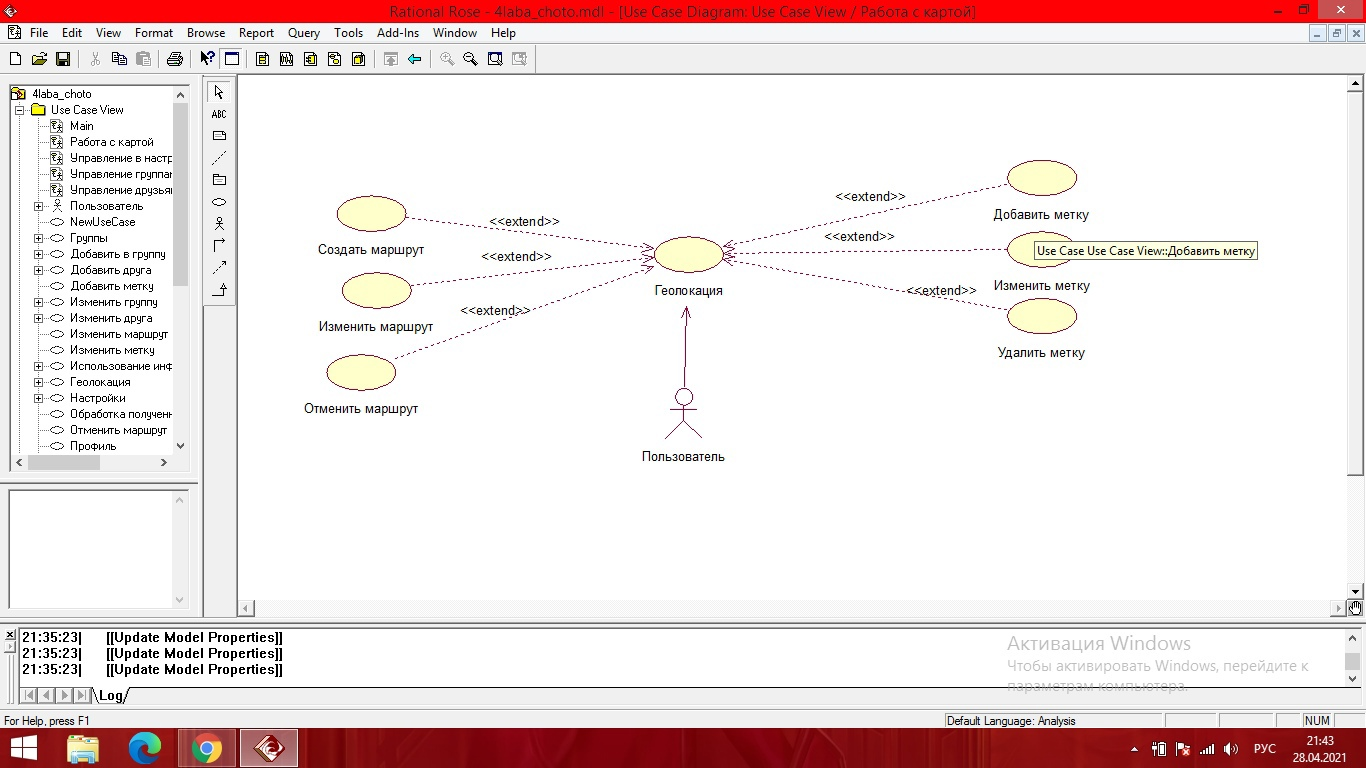 Rational Rose - 4laba_choto.mdl - [Use Case Diagram: Use Case View / Работа с картой]
File Edit View Format Browse Report Query Tools Add-Ins Window Help
4laba_choto
Use Case View
Main
Работа с картой
Управление в настр
Управление группам
Управление друзьям
Пользователь
NewUseCase
Группы
Добавить в группу
Добавить друга
Добавить метку
Изменить группу
Изменить друга
Изменить маршрут
Изменить метку
Использование инф
Геолокация
Настройки
Обработка полученн
Отменить маршрут
Профиль
ABC
Создать маршрут
Изменить маршрут
Отменить маршрут
<<extend>>
<<extend>>
<<extend>>
Геолокация
Пользователь
<<extend>>
<<extend>>
<<extend>>
Добавить метку
Use Case Use Case View::Добавить метку
Изменить метку
Удалить метку
21:35:23| [[Update Model Properties]]
21:35:23| [[Update Model Properties]]
21:35:23| [[Update Model Properties]]
Log
Активация Windows
Чтобы активировать Windows, перейдите к
параметрам компьютера.
For Help, press F1
Default Language: Analysis
NUM
РУС
21:43
28.04.2021